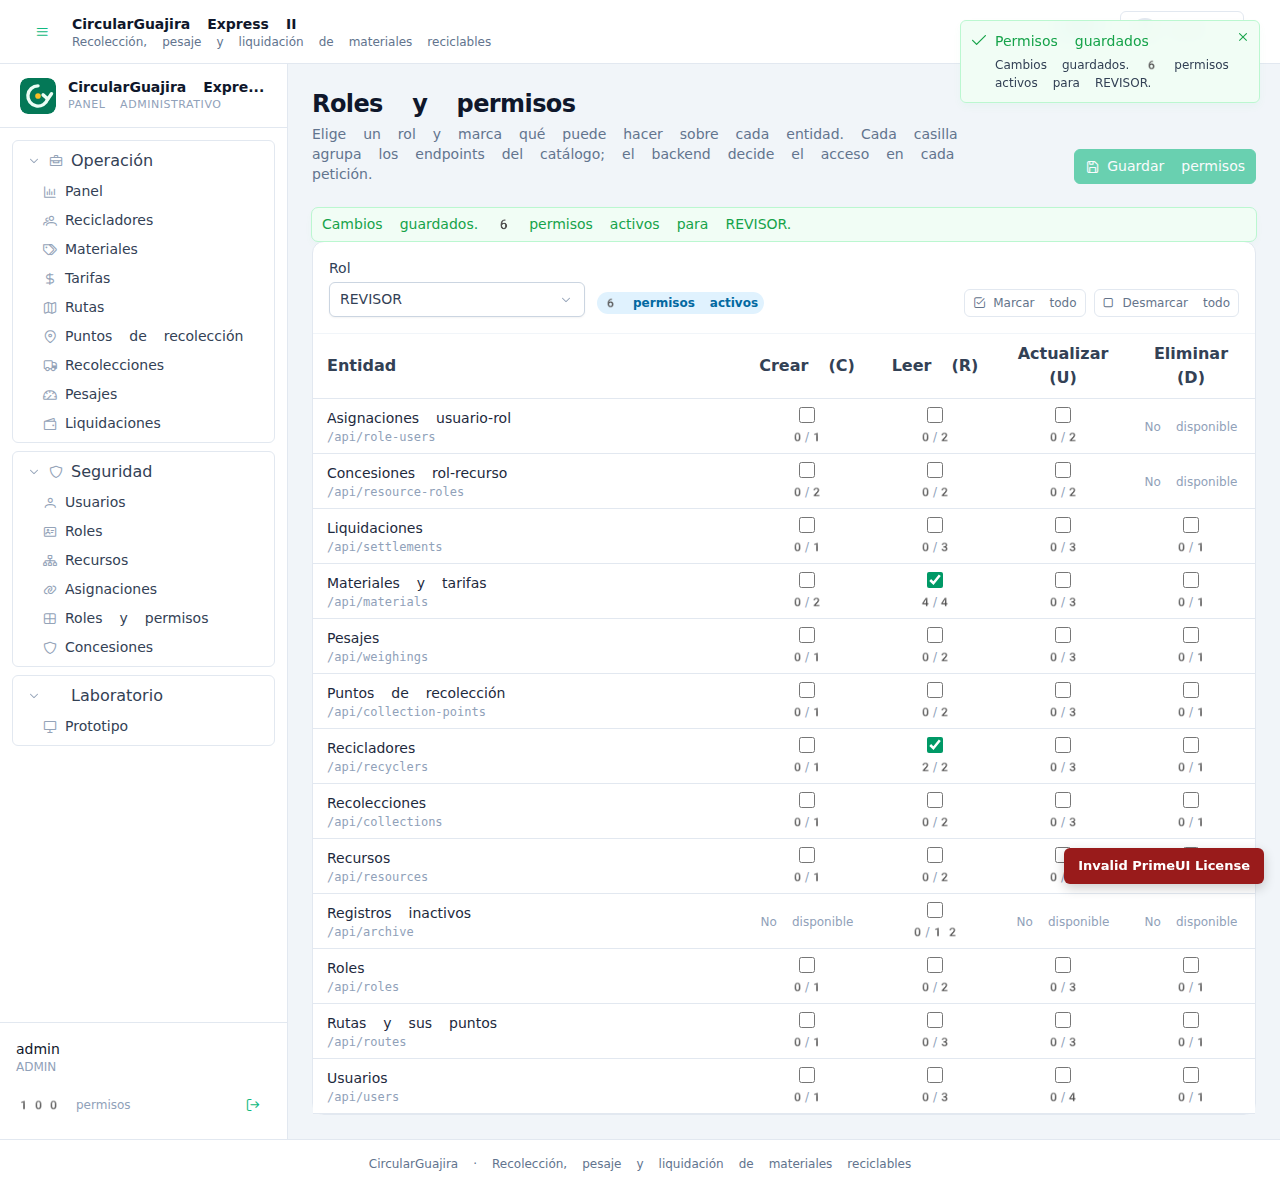 CircularGuajira Express II
Recolección, pesaje y liquidación de materiales reciclables
Permisos guardados
Cambios guardados. 6 permisos
activos para REVISOR.
CircularGuajira Expre...
PANEL ADMINISTRATIVO
Operación
Panel
Recicladores
Materiales
Tarifas
Rutas
Puntos de recolección
Recolecciones
Pesajes
Liquidaciones
Seguridad
Usuarios
Roles
Recursos
Asignaciones
Roles y permisos
Concesiones
Laboratorio
Prototipo
admin
ADMIN
100 permisos
Roles y permisos
Elige un rol y marca qué puede hacer sobre cada entidad. Cada casilla
agrupa los endpoints del catálogo; el backend decide el acceso en cada
petición.
Guardar permisos
Cambios guardados. 6 permisos activos para REVISOR.
Rol
REVISOR
6 permisos activos
Marcar todo
Desmarcar todo
Entidad Crear (C) Leer (R) Actualizar (U) Eliminar (D)
Asignaciones usuario-rol
/api/role-users 0/1 0/2 0/2 No disponible
Concesiones rol-recurso
/api/resource-roles 0/2 0/2 0/2 No disponible
Liquidaciones
/api/settlements 0/1 0/3 0/3 0/1
Materiales y tarifas
/api/materials 0/2 4/4 0/3 0/1
Pesajes
/api/weighings 0/1 0/2 0/3 0/1
Puntos de recolección
/api/collection-points 0/1 0/2 0/3 0/1
Recicladores
/api/recyclers 0/1 2/2 0/3 0/1
Recolecciones
/api/collections 0/1 0/2 0/3 0/1
Recursos
/api/resources 0/1 0/2 0/
Invalid PrimeUI License
Registros inactivos
/api/archive No disponible 0/12 No disponible No disponible
Roles
/api/roles 0/1 0/2 0/3 0/1
Rutas y sus puntos
/api/routes 0/1 0/3 0/3 0/1
Usuarios
/api/users 0/1 0/3 0/4 0/1
CircularGuajira · Recolección, pesaje y liquidación de materiales reciclables